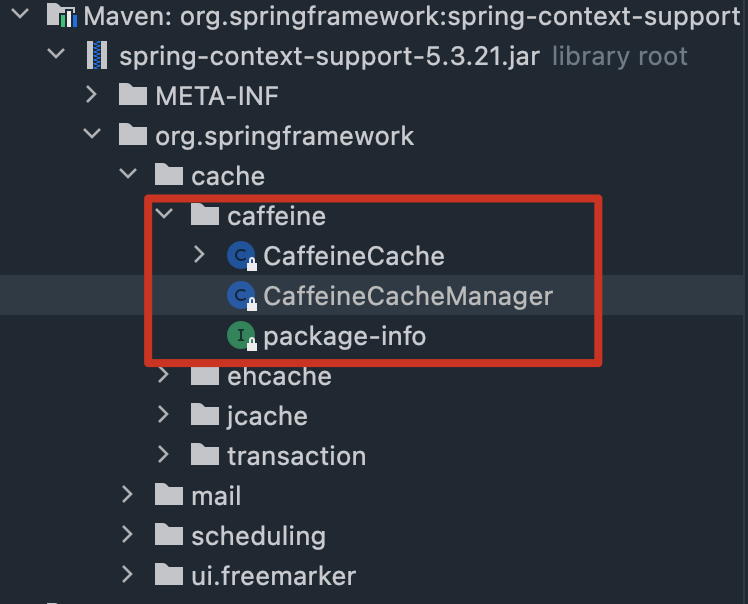 Maven: org.springframework:spring-context-support
spring-context-support-5.3.21.jar library root
META-INF
org.springframework
cache
caffeine
C CaffeineCache
C CaffeineCacheManager
I package-info
ehcache
jcache
transaction
mail
scheduling
ui.freemarker